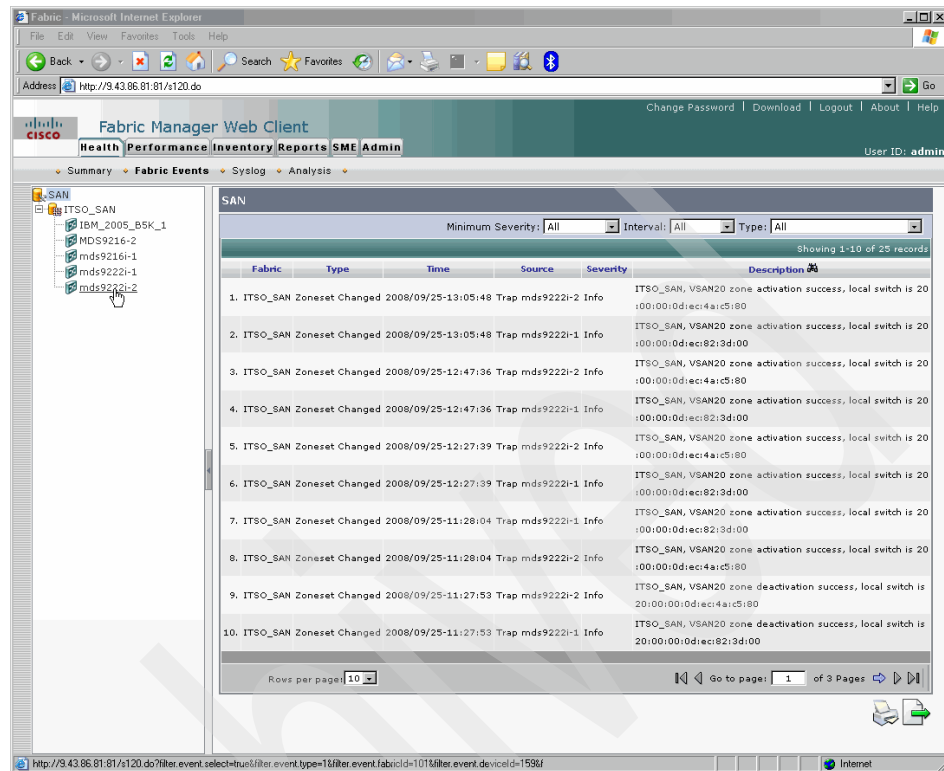 Fabric - Microsoft Internet Explorer
File Edit View Favorites Tools Help
Back Search Favorites
Address http://9.43.86.81:81/s120.do Go
Change Password | Download | Logout | About | Help
CISCO Fabric Manager Web Client
Health Performance Inventory Reports SME Admin
User ID: admin
Summary Fabric Events Syslog Analysis
SAN
ITSO_SAN
IBM_2005_B5K_1
MDS9216-2
mds9216i-1
mds9222i-1
mds9222i-2
SAN
Minimum Severity: All Interval: All Type: All
Showing 1-10 of 25 records
Fabric Type Time Source Severity Description
1. ITSO_SAN Zoneset Changed 2008/09/25-13:05:48 Trap mds9222i-2 Info ITSO_SAN, VSAN20 zone activation success, local switch is 20
:00:00:0d:ec:4a:c5:80
2. ITSO_SAN Zoneset Changed 2008/09/25-13:05:48 Trap mds9222i-1 Info ITSO_SAN, VSAN20 zone activation success, local switch is 20
:00:00:0d:ec:82:3d:00
3. ITSO_SAN Zoneset Changed 2008/09/25-12:47:36 Trap mds9222i-2 Info ITSO_SAN, VSAN20 zone activation success, local switch is 20
:00:00:0d:ec:4a:c5:80
4. ITSO_SAN Zoneset Changed 2008/09/25-12:47:36 Trap mds9222i-1 Info ITSO_SAN, VSAN20 zone activation success, local switch is 20
:00:00:0d:ec:82:3d:00
5. ITSO_SAN Zoneset Changed 2008/09/25-12:27:39 Trap mds9222i-2 Info ITSO_SAN, VSAN20 zone activation success, local switch is 20
:00:00:0d:ec:4a:c5:80
6. ITSO_SAN Zoneset Changed 2008/09/25-12:27:39 Trap mds9222i-1 Info ITSO_SAN, VSAN20 zone activation success, local switch is 20
:00:00:0d:ec:82:3d:00
7. ITSO_SAN Zoneset Changed 2008/09/25-11:28:04 Trap mds9222i-1 Info ITSO_SAN, VSAN20 zone activation success, local switch is 20
:00:00:0d:ec:82:3d:00
8. ITSO_SAN Zoneset Changed 2008/09/25-11:28:04 Trap mds9222i-2 Info ITSO_SAN, VSAN20 zone activation success, local switch is 20
:00:00:0d:ec:4a:c5:80
9. ITSO_SAN Zoneset Changed 2008/09/25-11:27:53 Trap mds9222i-2 Info ITSO_SAN, VSAN20 zone deactivation success, local switch is
20:00:00:0d:ec:4a:c5:80
10. ITSO_SAN Zoneset Changed 2008/09/25-11:27:53 Trap mds9222i-1 Info ITSO_SAN, VSAN20 zone deactivation success, local switch is
20:00:00:0d:ec:82:3d:00
Rows per page: 10 Go to page: 1 of 3 Pages
http://9.43.86.81:81/s120.do?filter.event.select=true&filter.event.type=1&filter.event.fabricId=101&filter.event.deviceId=159&f Internet